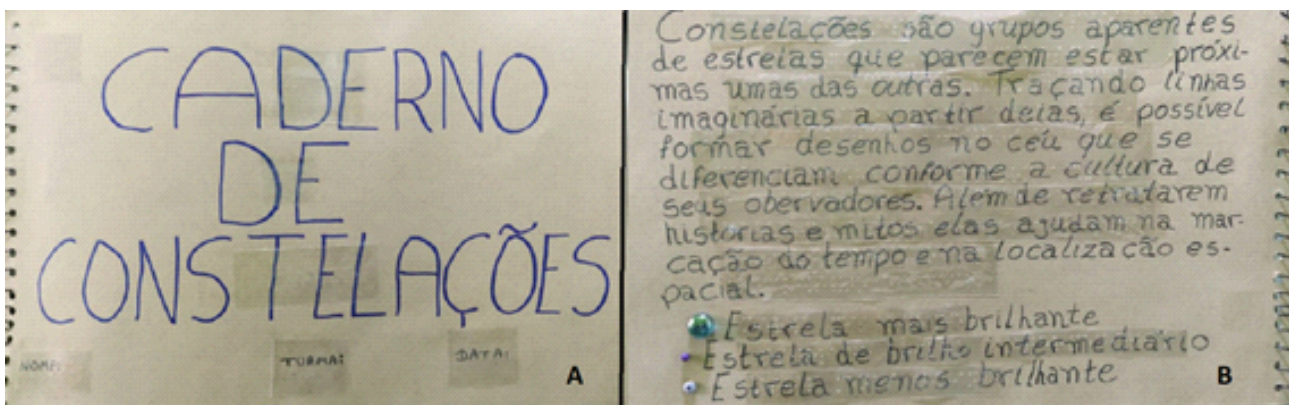 CADERNO
DE
CONSTELAÇÕES
NOME:
TURMA:
DATA:
A
Constelações são grupos aparentes
de estrelas que parecem estar próxi-
mas umas das outras. Traçando linhas
imaginárias a partir delas, é possível
formar desenhos no céu que se
diferenciam conforme a cultura de
seus obervadores. Além de retratarem
histórias e mitos elas ajudam na mar-
cação do tempo e na localização es-
pacial.
Estrela mais brilhante
Estrela de brilho intermediário
Estrela menos brilhante
B